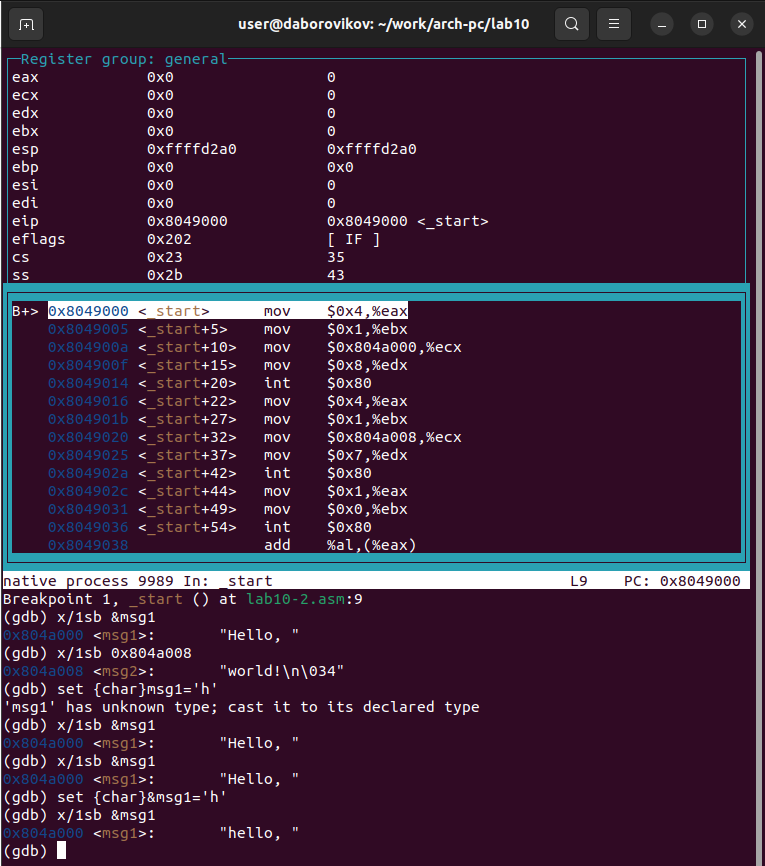 user@daborovikov: ~/work/arch-pc/lab10
Register group: general
eax 0x0 0
ecx 0x0 0
edx 0x0 0
ebx 0x0 0
esp 0xffffd2a0 0xffffd2a0
ebp 0x0 0x0
esi 0x0 0
edi 0x0 0
eip 0x8049000 0x8049000 <_start>
eflags 0x202 [ IF ]
cs 0x23 35
ss 0x2b 43
B+> 0x8049000 <_start> mov $0x4,%eax
0x8049005 <_start+5> mov $0x1,%ebx
0x804900a <_start+10> mov $0x804a000,%ecx
0x804900f <_start+15> mov $0x8,%edx
0x8049014 <_start+20> int $0x80
0x8049016 <_start+22> mov $0x4,%eax
0x804901b <_start+27> mov $0x1,%ebx
0x8049020 <_start+32> mov $0x804a008,%ecx
0x8049025 <_start+37> mov $0x7,%edx
0x804902a <_start+42> int $0x80
0x804902c <_start+44> mov $0x1,%eax
0x8049031 <_start+49> mov $0x0,%ebx
0x8049036 <_start+54> int $0x80
0x8049038 add %al,(%eax)
native process 9989 In: _start L9 PC: 0x8049000
Breakpoint 1, _start () at lab10-2.asm:9
(gdb) x/1sb &msg1
0x804a000 <msg1>: "Hello, "
(gdb) x/1sb 0x804a008
0x804a008 <msg2>: "world!\n\034"
(gdb) set {char}msg1='h'
'msg1' has unknown type; cast it to its declared type
(gdb) x/1sb &msg1
0x804a000 <msg1>: "Hello, "
(gdb) x/1sb &msg1
0x804a000 <msg1>: "Hello, "
(gdb) set {char}&msg1='h'
(gdb) x/1sb &msg1
0x804a000 <msg1>: "hello, "
(gdb)